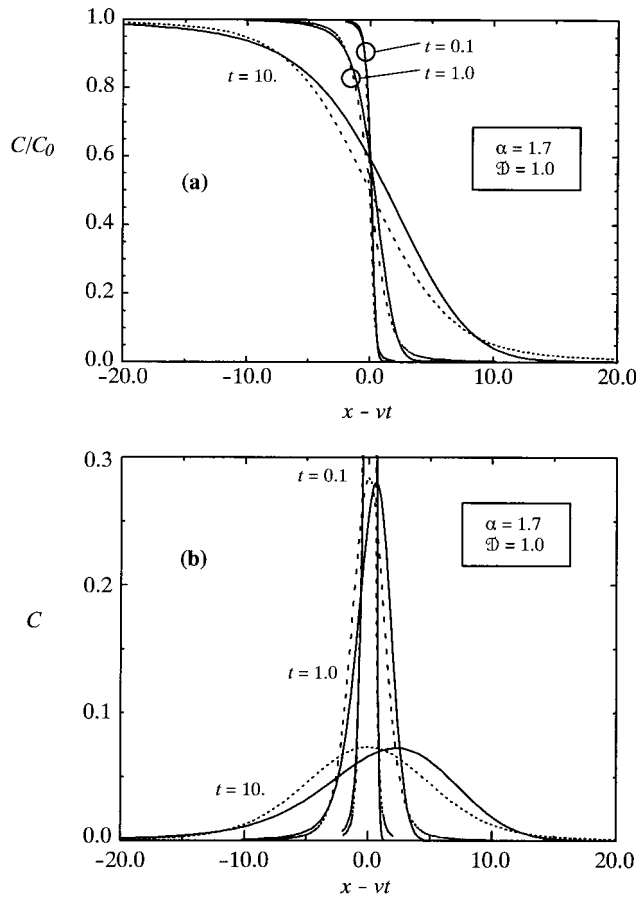 1.0
0.8
0.6
0.4
0.2
0.0
C/C0
t = 0.1
t = 1.0
t = 10.
(a)
α = 1.7
𝔇 = 1.0
−20.0 −10.0 0.0 10.0 20.0
x − vt
0.3
0.2
0.1
0.0
C
t = 0.1
(b)
α = 1.7
𝔇 = 1.0
t = 1.0
t = 10.
−20.0 −10.0 0.0 10.0 20.0
x − vt